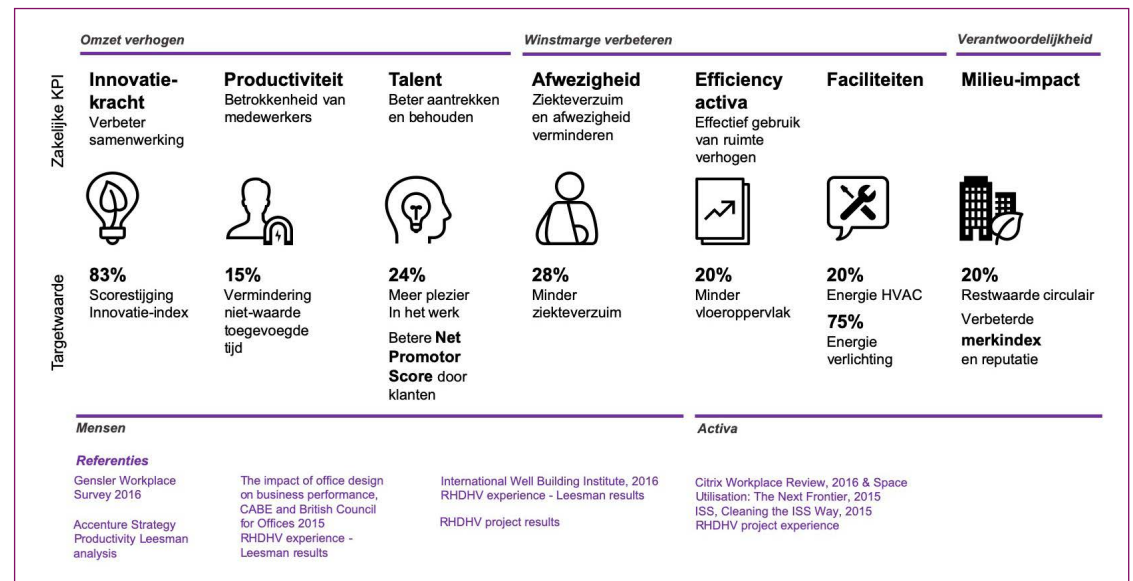 Omzet verhogen
Winstmarge verbeteren
Verantwoordelijkheid
Zakelijke KPI
Innovatie-
kracht
Verbeter
samenwerking
Productiviteit
Betrokkenheid van
medewerkers
Talent
Beter aantrekken
en behouden
Afwezigheid
Ziekteverzuim
en afwezigheid
verminderen
Efficiency
activa
Effectief gebruik
van ruimte
verhogen
Faciliteiten
Milieu-impact
Targetwaarde
83%
Scorestijging
Innovatie-index
15%
Vermindering
niet-waarde
toegevoegde
tijd
24%
Meer plezier
In het werk
Betere Net
Promotor
Score door
klanten
28%
Minder
ziekteverzuim
20%
Minder
vloeroppervlak
20%
Energie HVAC
75%
Energie
verlichting
20%
Restwaarde circulair
Verbeterde
merkindex
en reputatie
Mensen
Activa
Referenties
Gensler Workplace
Survey 2016
Accenture Strategy
Productivity Leesman
analysis
The impact of office design
on business performance,
CABE and British Council
for Offices 2015
RHDHV experience -
Leesman results
International Well Building Institute, 2016
RHDHV experience - Leesman results
RHDHV project results
Citrix Workplace Review, 2016 & Space
Utilisation: The Next Frontier, 2015
ISS, Cleaning the ISS Way, 2015
RHDHV project experience